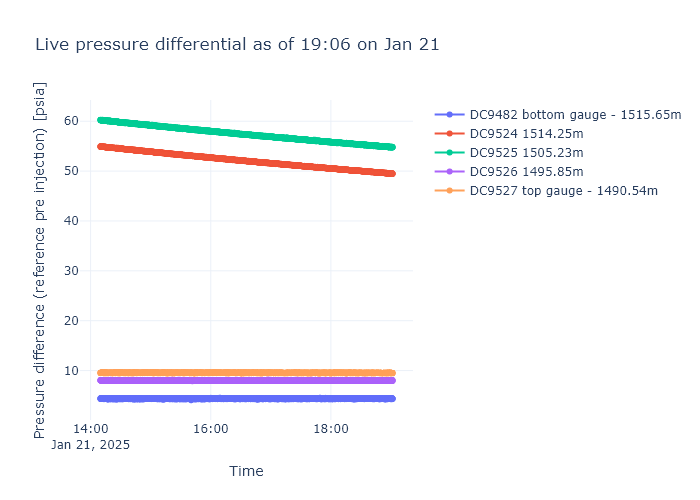 Live pressure differential as of 19:06 on Jan 21
Pressure difference (reference pre injection) [psia]
60
50
40
30
20
10
14:00
Jan 21, 2025
16:00
18:00
Time
DC9482 bottom gauge - 1515.65m
DC9524 1514.25m
DC9525 1505.23m
DC9526 1495.85m
DC9527 top gauge - 1490.54m